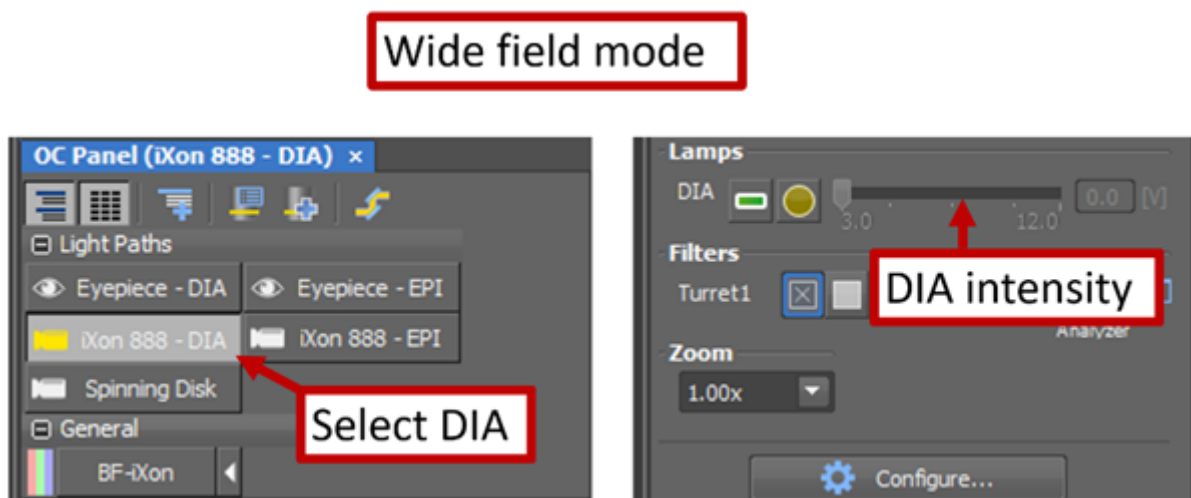 Wide field mode
OC Panel (iXon 888 - DIA) ×
Light Paths
Eyepiece - DIA
Eyepiece - EPI
iXon 888 - DIA
iXon 888 - EPI
Spinning Disk
Select DIA
General
BF-iXon
Lamps
DIA
0.0 [V]
3.0
12.0
Filters
DIA intensity
Turret1
Analyzer
Zoom
1.00x
Configure...